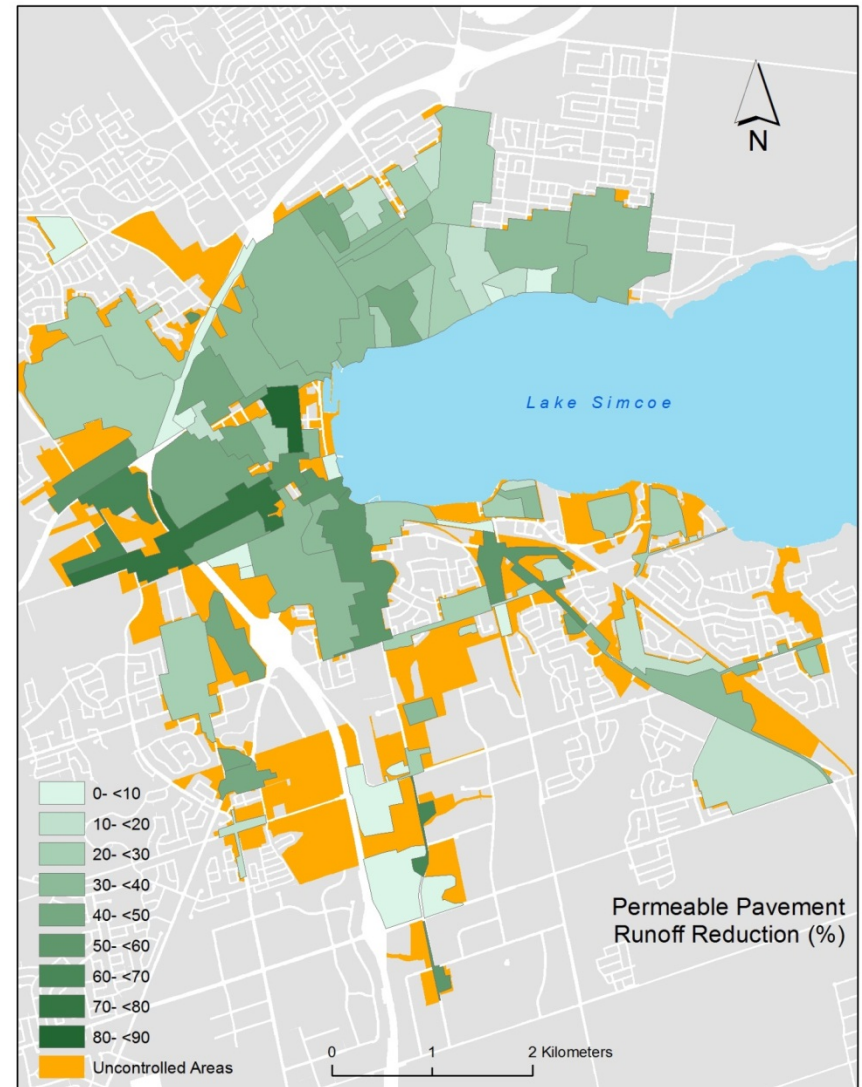 N
Lake Simcoe
0- <10
10- <20
20- <30
30- <40
40- <50
50- <60
60- <70
70- <80
80- <90
Uncontrolled Areas
Permeable Pavement
Runoff Reduction (%)
0 1 2 Kilometers